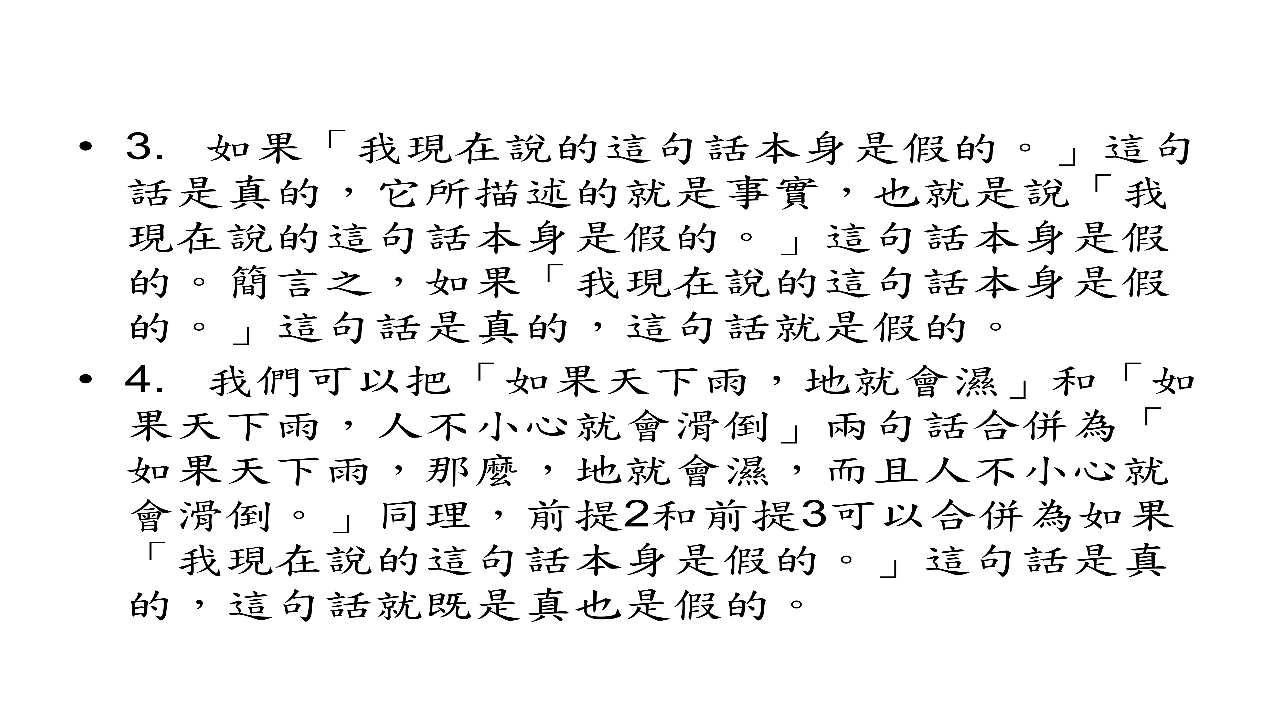 • 3. 如果「我現在說的這句話本身是假的。」這句
話是真的，它所描述的就是事實，也就是說「我
現在說的這句話本身是假的。」這句話本身是假
的。簡言之，如果「我現在說的這句話本身是假
的。」這句話是真的，這句話就是假的。
• 4. 我們可以把「如果天下雨，地就會濕」和「如
果天下雨，人不小心就會滑倒」兩句話合併為「
如果天下雨，那麼，地就會濕，而且人不小心就
會滑倒。」同理，前提2和前提3可以合併為如果
「我現在說的這句話本身是假的。」這句話是真
的，這句話就既是真也是假的。